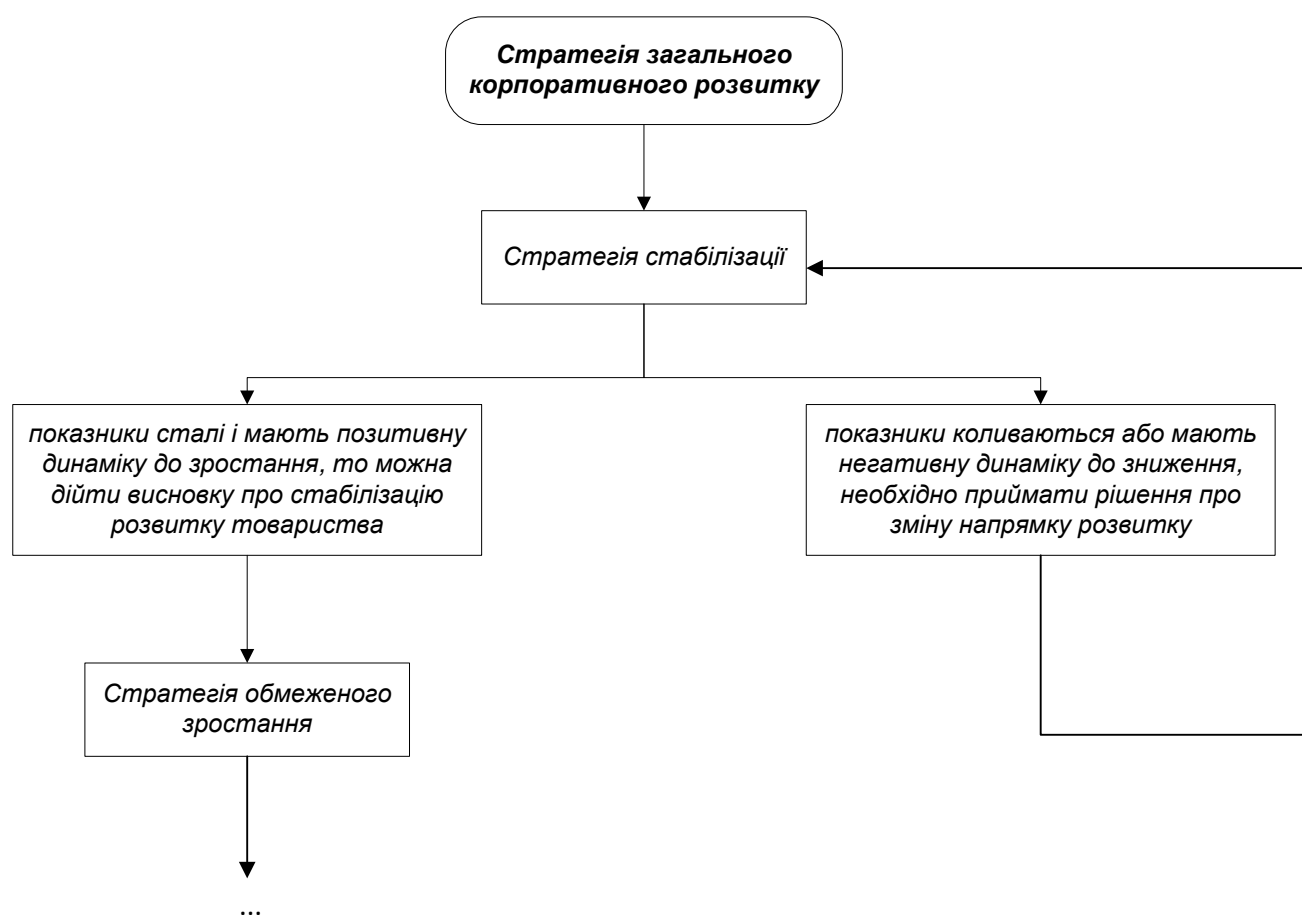 Стратегія загального
корпоративного розвитку
Стратегія стабілізації
показники сталі і мають позитивну
динаміку до зростання, то можна
дійти висновку про стабілізацію
розвитку товариства
показники коливаються або мають
негативну динаміку до зниження,
необхідно приймати рішення про
зміну напрямку розвитку
Стратегія обмеженого
зростання
...